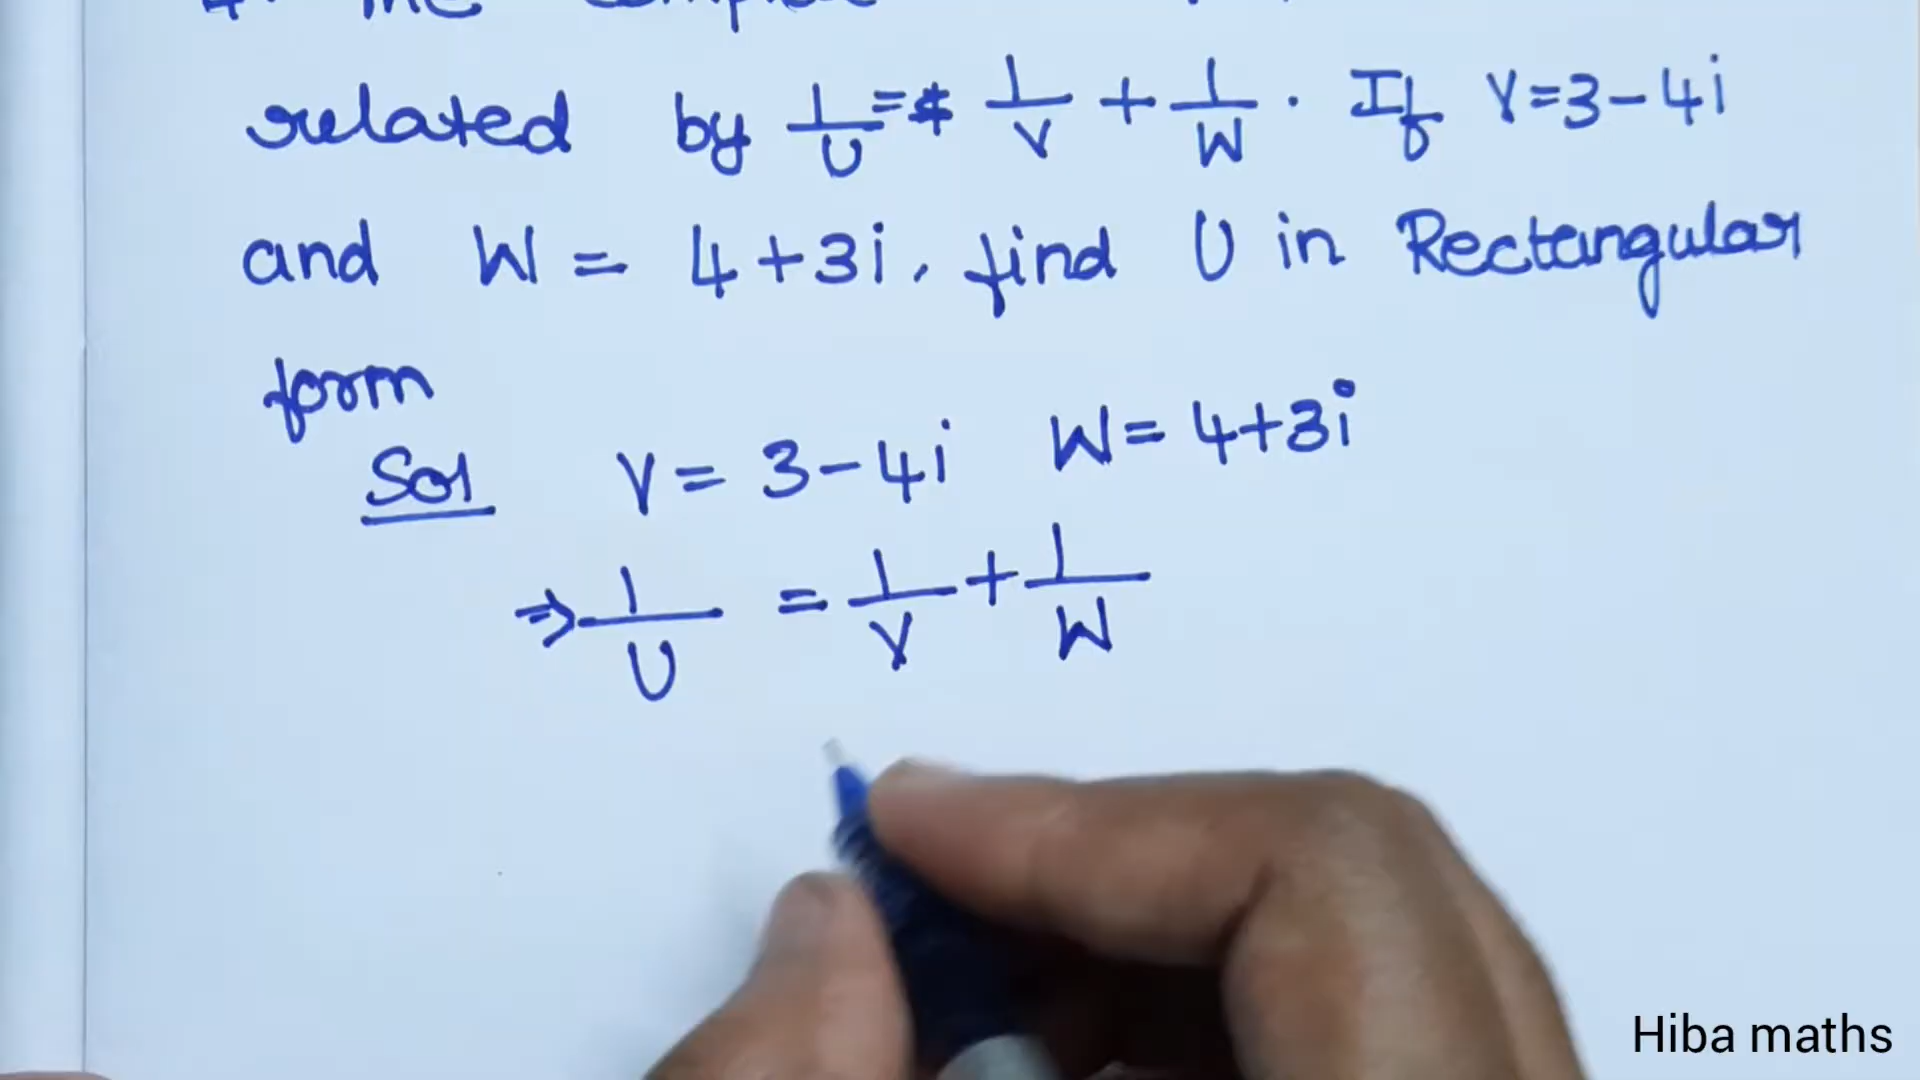 related by 1/U = 1/V + 1/W. If V=3-4i
and W = 4+3i, find U in Rectangular
form
Sol V = 3-4i W = 4+3i
⇒ 1/U = 1/V + 1/W
Hiba maths